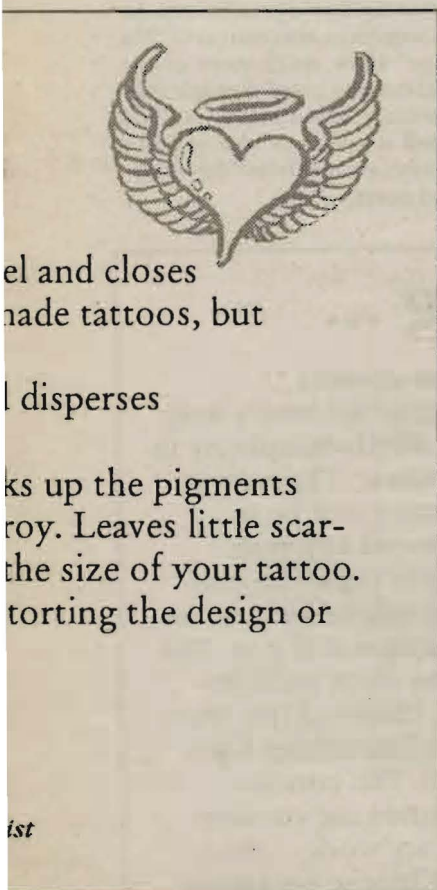 el and closes
nade tattoos, but
l disperses
ks up the pigments
roy. Leaves little scar-
the size of your tattoo.
torting the design or
ist